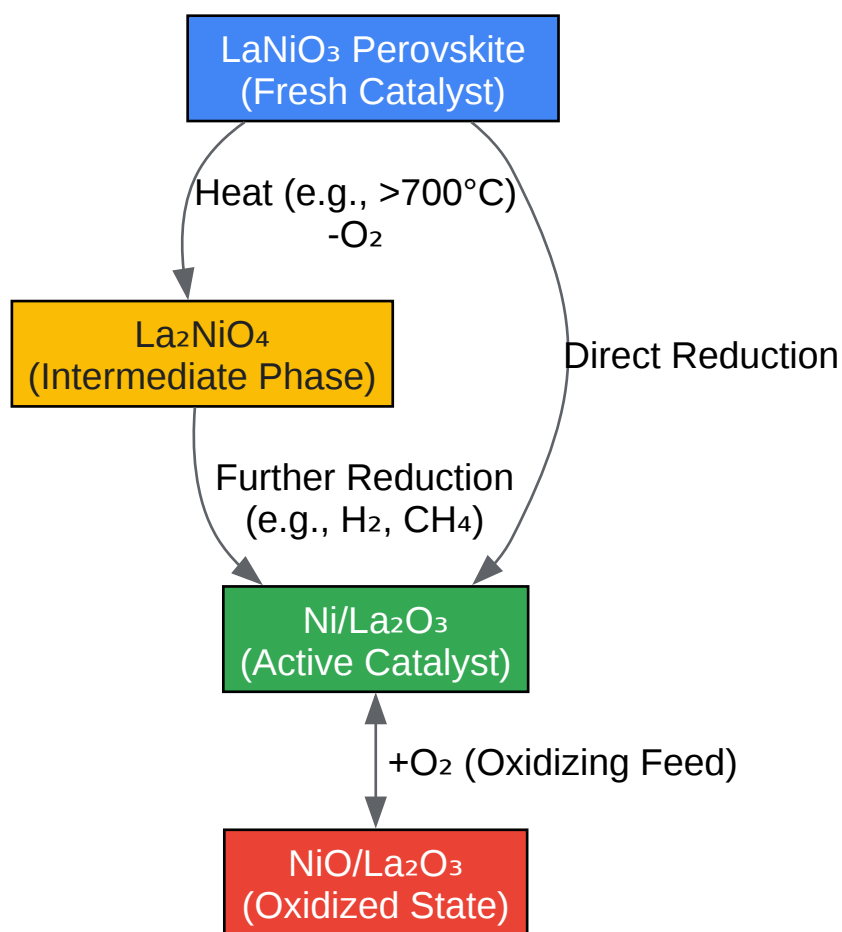 LaNiO₃ Perovskite
(Fresh Catalyst)
Heat (e.g., >700°C)
-O₂
La₂NiO₄
(Intermediate Phase)
Direct Reduction
Further Reduction
(e.g., H₂, CH₄)
Ni/La₂O₃
(Active Catalyst)
+O₂ (Oxidizing Feed)
NiO/La₂O₃
(Oxidized State)